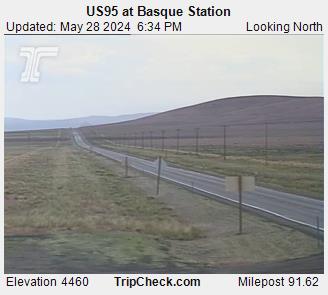 US95 at Basque Station
Updated: May 28 2024 6:34 PM Looking North
Elevation 4460 TripCheck.com Milepost 91.62